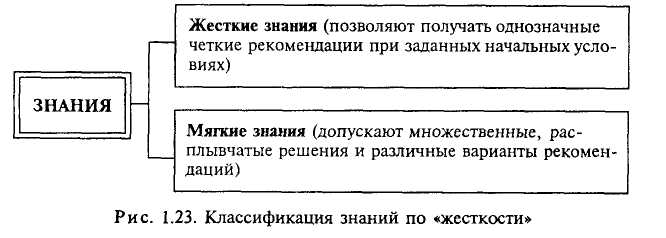 Жесткие знания (позволяют получать однозначные
четкие рекомендации при заданных начальных усло-
виях)
ЗНАНИЯ
Мягкие знания (допускают множественные, рас-
плывчатые решения и различные варианты рекомен-
даций)
Рис. 1.23. Классификация знаний по «жесткости»